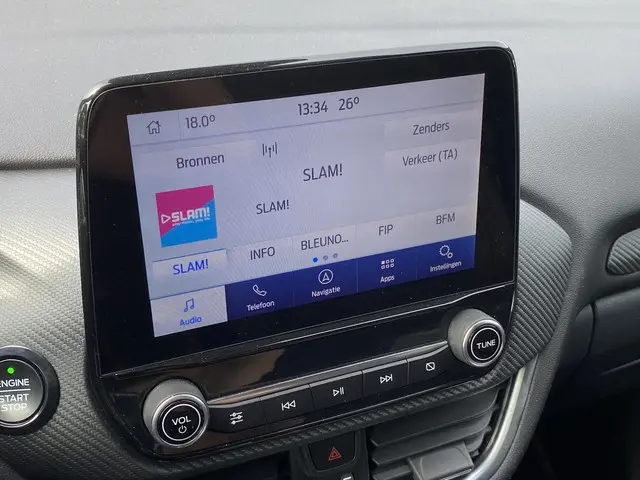 18.0°
13:34 26°
Bronnen
Zenders
Verkeer (TA)
SLAM!
SLAM!
SLAM!
SLAM!
INFO
BLEUNO...
FIP
BFM
Audio
Telefoon
Navigatie
Apps
Instellingen
ENGINE
START
STOP
VOL
TUNE